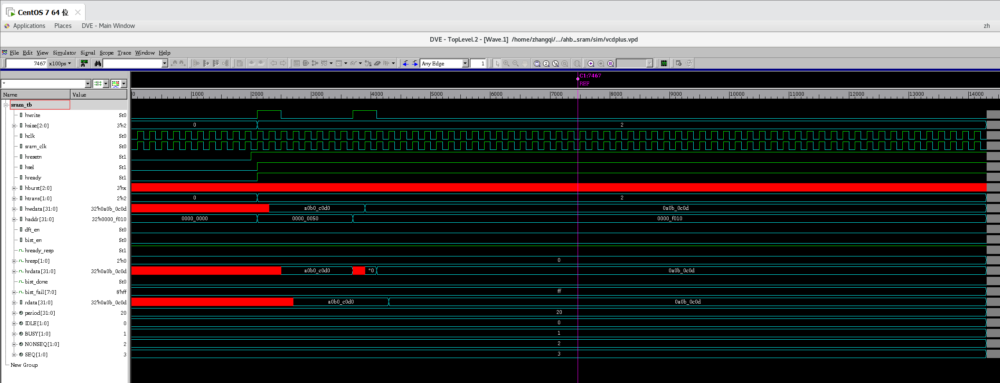 CentOS 7 64 位
Applications Places DVE - Main Window zh
DVE - TopLevel.2 - [Wave.1] /home/zhangqi/.../ahb_sram/sim/vcdplus.vpd
File Edit View Simulator Signal Scope Trace Window Help
7467 x100ps Any Edge 1
C1:7467
REF
*
Name Value
0 1000 2000 3000 4000 5000 6000 7000 8000 9000 10000 11000 12000 13000 14000
sram_tb
hwrite St0
hsize[2:0] 3'h2 0 2
hclk St0
sram_clk St0
hresetn St1
hsel St1
hready St1
hburst[2:0] 3'hx
htrans[1:0] 2'h2 0 2
hwdata[31:0] 32'h0a0b_0c0d a0b0_c0d0 0a0b_0c0d
haddr[31:0] 32'h0000_f010 0000_0000 0000_0050 0000_f010
dft_en St0
bist_en St0
hready_resp St1
hresp[1:0] 2'h0 0
hrdata[31:0] 32'h0a0b_0c0d a0b0_c0d0 *0 0a0b_0c0d
bist_done St0
bist_fail[7:0] 8'hff ff
rdata[31:0] 32'h0a0b_0c0d a0b0_c0d0 0a0b_0c0d
period[31:0] 20 20
IDLE[1:0] 0 0
BUSY[1:0] 1 1
NONSEQ[1:0] 2 2
SEQ[1:0] 3 3
New Group